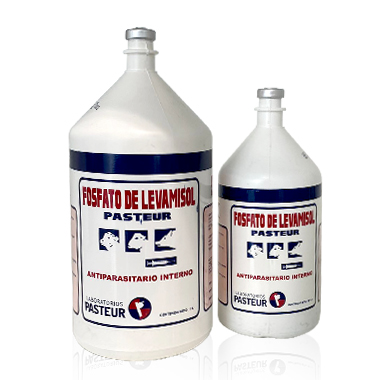 FOSFATO DE LEVAMISOL
PASTEUR
ANTIPARASITARIO INTERNO
LABORATORIOS
PASTEUR
FOSFATO DE LEVAMISOL
PASTEUR
ANTIPARASITARIO INTERNO
LABORATORIOS
PASTEUR